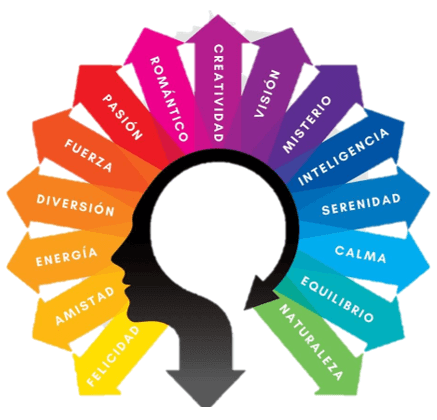 FELICIDAD
AMISTAD
ENERGÍA
DIVERSIÓN
FUERZA
PASIÓN
ROMÁNTICO
CREATIVIDAD
VISIÓN
MISTERIO
INTELIGENCIA
SERENIDAD
CALMA
EQUILIBRIO
NATURALEZA